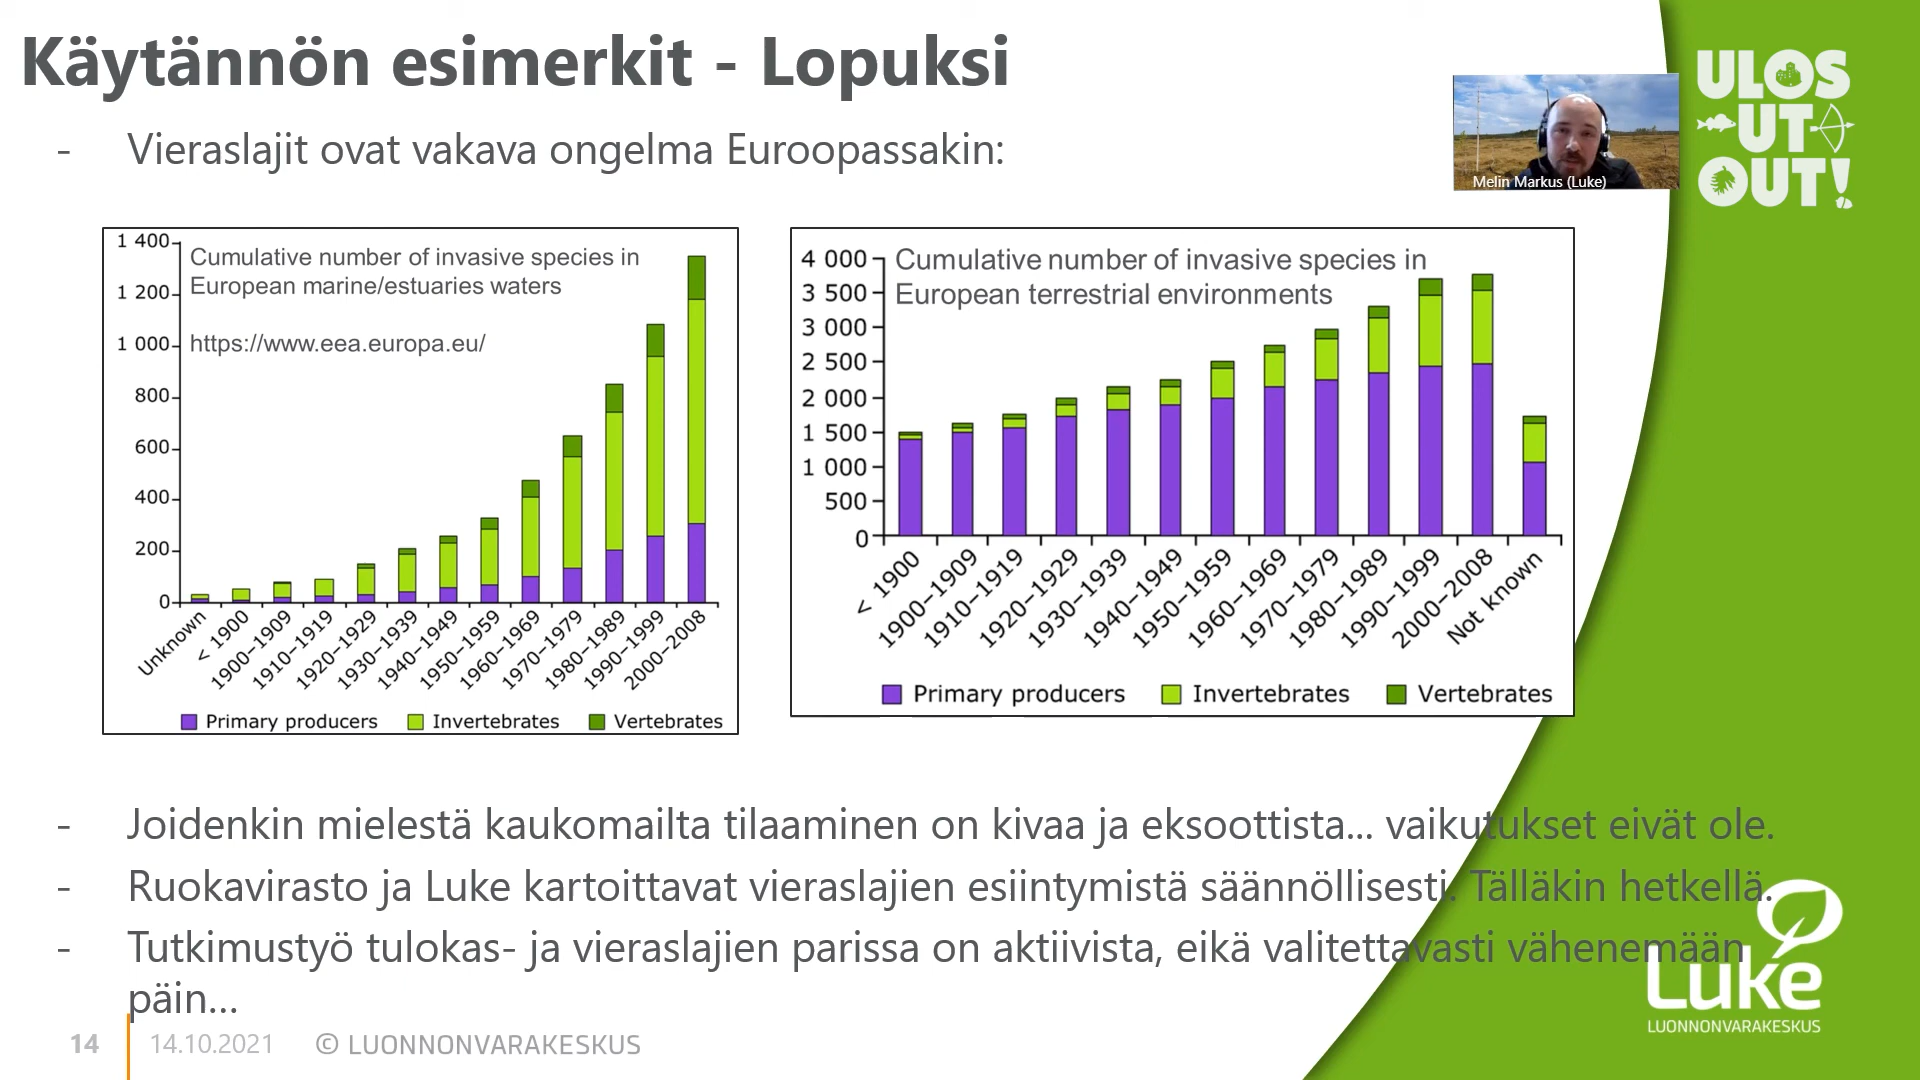 Käytännön esimerkit - Lopuksi
- Vieraslajit ovat vakava ongelma Euroopassakin:
Melin Markus (Luke)
ULOS
UT
OUT!
Cumulative number of invasive species in
European marine/estuaries waters
https://www.eea.europa.eu/
1 400
1 200
1 000
800
600
400
200
0
Unknown
< 1900
1900–1909
1910–1919
1920–1929
1930–1939
1940–1949
1950–1959
1960–1969
1970–1979
1980–1989
1990–1999
2000–2008
Primary producers Invertebrates Vertebrates
Cumulative number of invasive species in
European terrestrial environments
4 000
3 500
3 000
2 500
2 000
1 500
1 000
500
0
< 1900
1900–1909
1910–1919
1920–1929
1930–1939
1940–1949
1950–1959
1960–1969
1970–1979
1980–1989
1990–1999
2000–2008
Not known
Primary producers Invertebrates Vertebrates
- Joidenkin mielestä kaukomailta tilaaminen on kivaa ja eksoottista... vaikutukset eivät ole.
- Ruokavirasto ja Luke kartoittavat vieraslajien esiintymistä säännöllisesti. Tälläkin hetkellä.
- Tutkimustyö tulokas- ja vieraslajien parissa on aktiivista, eikä valitettavasti vähenemään
päin...
Luke
LUONNONVARAKESKUS
14 14.10.2021 © LUONNONVARAKESKUS